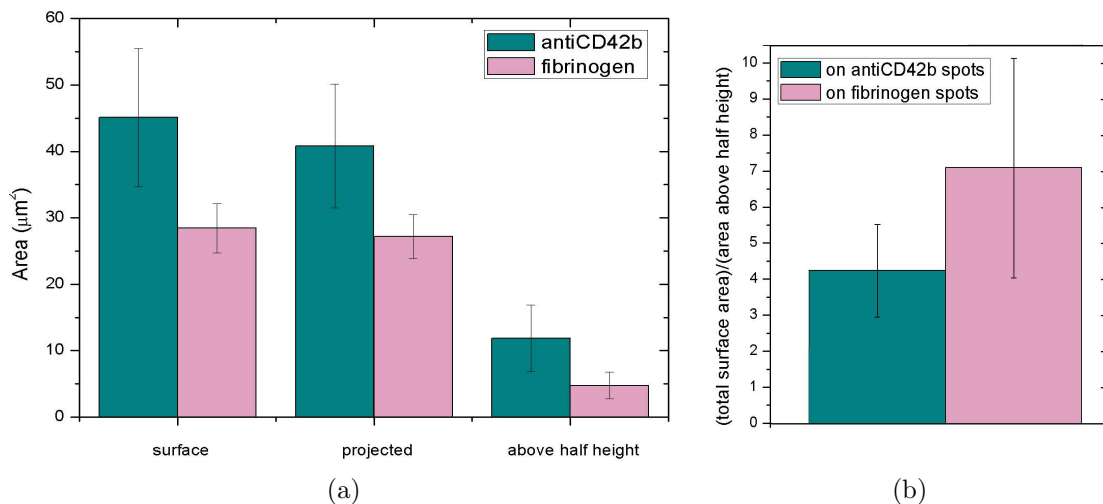 60
50
40
30
20
10
0
Area (μm²)
antiCD42b
fibrinogen
surface
projected
above half height
(a)
10
9
8
7
6
5
4
3
2
1
0
(total surface area)/(area above half height)
on antiCD42b spots
on fibrinogen spots
(b)